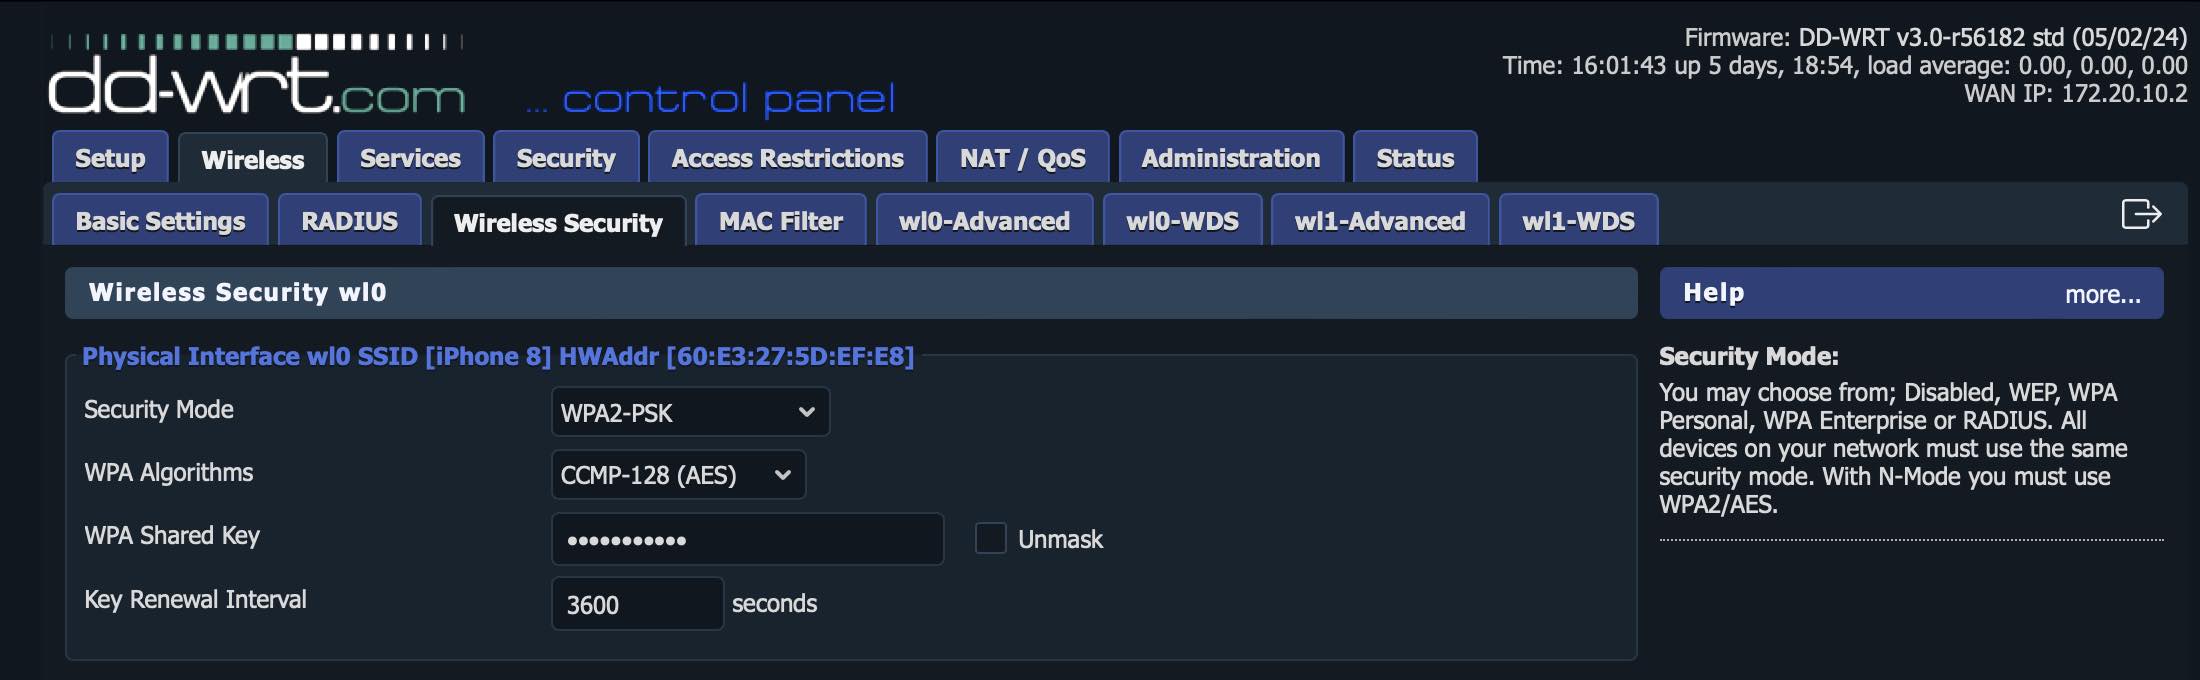 dd-wrt.com ... control panel
Firmware: DD-WRT v3.0-r56182 std (05/02/24)
Time: 16:01:43 up 5 days, 18:54, load average: 0.00, 0.00, 0.00
WAN IP: 172.20.10.2
Setup Wireless Services Security Access Restrictions NAT / QoS Administration Status
Basic Settings RADIUS Wireless Security MAC Filter wl0-Advanced wl0-WDS wl1-Advanced wl1-WDS
Wireless Security wl0
Physical Interface wl0 SSID [iPhone 8] HWAddr [60:E3:27:5D:EF:E8]
Security Mode WPA2-PSK
WPA Algorithms CCMP-128 (AES)
WPA Shared Key ••••••••••• Unmask
Key Renewal Interval 3600 seconds
Help more...
Security Mode:
You may choose from; Disabled, WEP, WPA
Personal, WPA Enterprise or RADIUS. All
devices on your network must use the same
security mode. With N-Mode you must use
WPA2/AES.